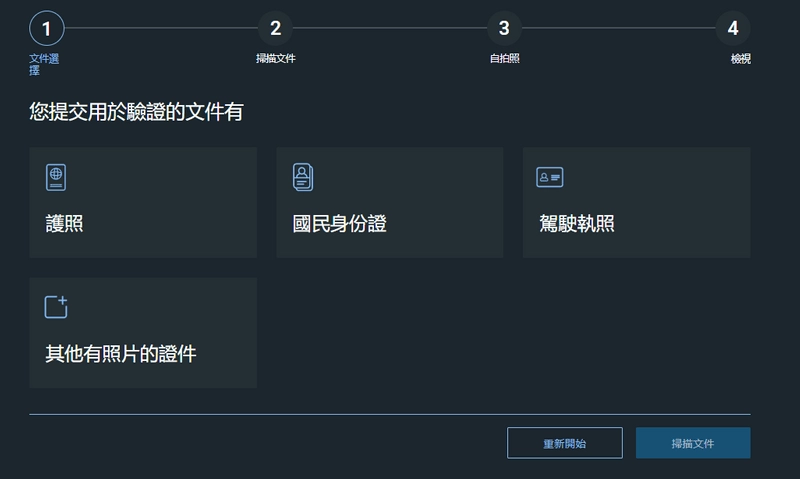 1
2
3
4
文件選
擇
掃描文件
自拍照
檢視
您提交用於驗證的文件有
護照
國民身份證
駕駛執照
其他有照片的證件
重新開始
掃描文件